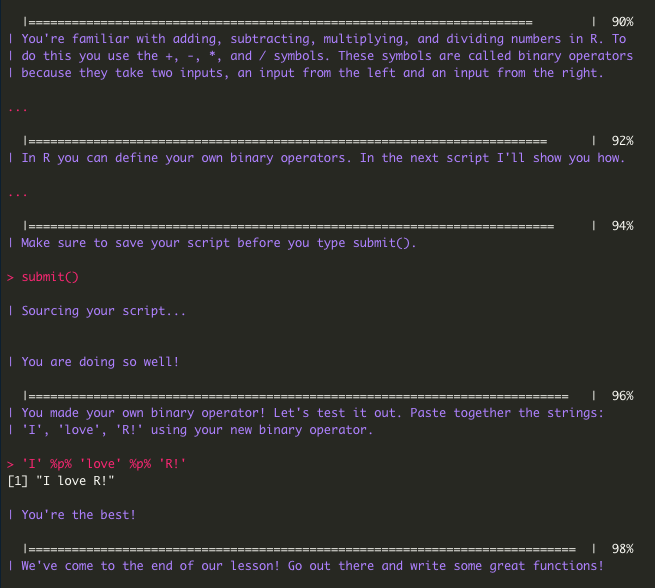 |======================================================================        |  90%
| You're familiar with adding, subtracting, multiplying, and dividing numbers in R. To
| do this you use the +, -, *, and / symbols. These symbols are called binary operators
| because they take two inputs, an input from the left and an input from the right.
...
|========================================================================      |  92%
| In R you can define your own binary operators. In the next script I'll show you how.
...
|=========================================================================     |  94%
| Make sure to save your script before you type submit().
> submit()
| Sourcing your script...
| You are doing so well!
|===========================================================================   |  96%
| You made your own binary operator! Let's test it out. Paste together the strings:
| 'I', 'love', 'R!' using your new binary operator.
> 'I' %p% 'love' %p% 'R!'
[1] "I love R!"
| You're the best!
|============================================================================  |  98%
| We've come to the end of our lesson! Go out there and write some great functions!